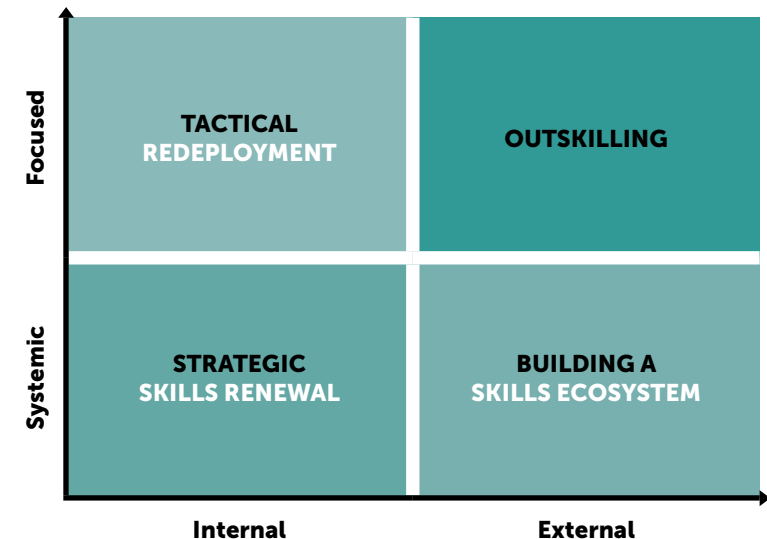 Focused
TACTICAL
REDEPLOYMENT
OUTSKILLING
Systemic
STRATEGIC
SKILLS RENEWAL
BUILDING A
SKILLS ECOSYSTEM
Internal
External